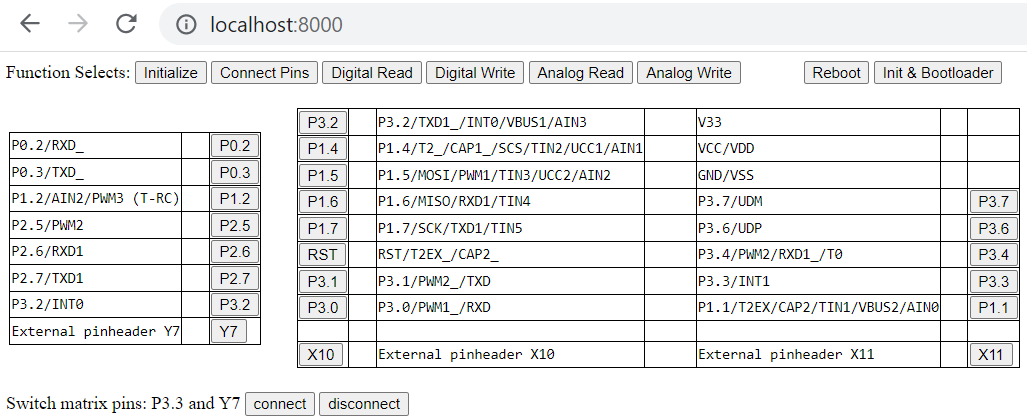 localhost:8000
Function Selects: Initialize Connect Pins Digital Read Digital Write Analog Read Analog Write Reboot Init & Bootloader
P0.2/RXD_ P0.2
P0.3/TXD_ P0.3
P1.2/AIN2/PWM3 (T-RC) P1.2
P2.5/PWM2 P2.5
P2.6/RXD1 P2.6
P2.7/TXD1 P2.7
P3.2/INT0 P3.2
External pinheader Y7 Y7
P3.2 P3.2/TXD1_/INT0/VBUS1/AIN3 V33
P1.4 P1.4/T2_/CAP1_/SCS/TIN2/UCC1/AIN1 VCC/VDD
P1.5 P1.5/MOSI/PWM1/TIN3/UCC2/AIN2 GND/VSS
P1.6 P1.6/MISO/RXD1/TIN4 P3.7/UDM P3.7
P1.7 P1.7/SCK/TXD1/TIN5 P3.6/UDP P3.6
RST RST/T2EX_/CAP2_ P3.4/PWM2/RXD1_/T0 P3.4
P3.1 P3.1/PWM2_/TXD P3.3/INT1 P3.3
P3.0 P3.0/PWM1_/RXD P1.1/T2EX/CAP2/TIN1/VBUS2/AIN0 P1.1
X10 External pinheader X10 External pinheader X11 X11
Switch matrix pins: P3.3 and Y7 connect disconnect